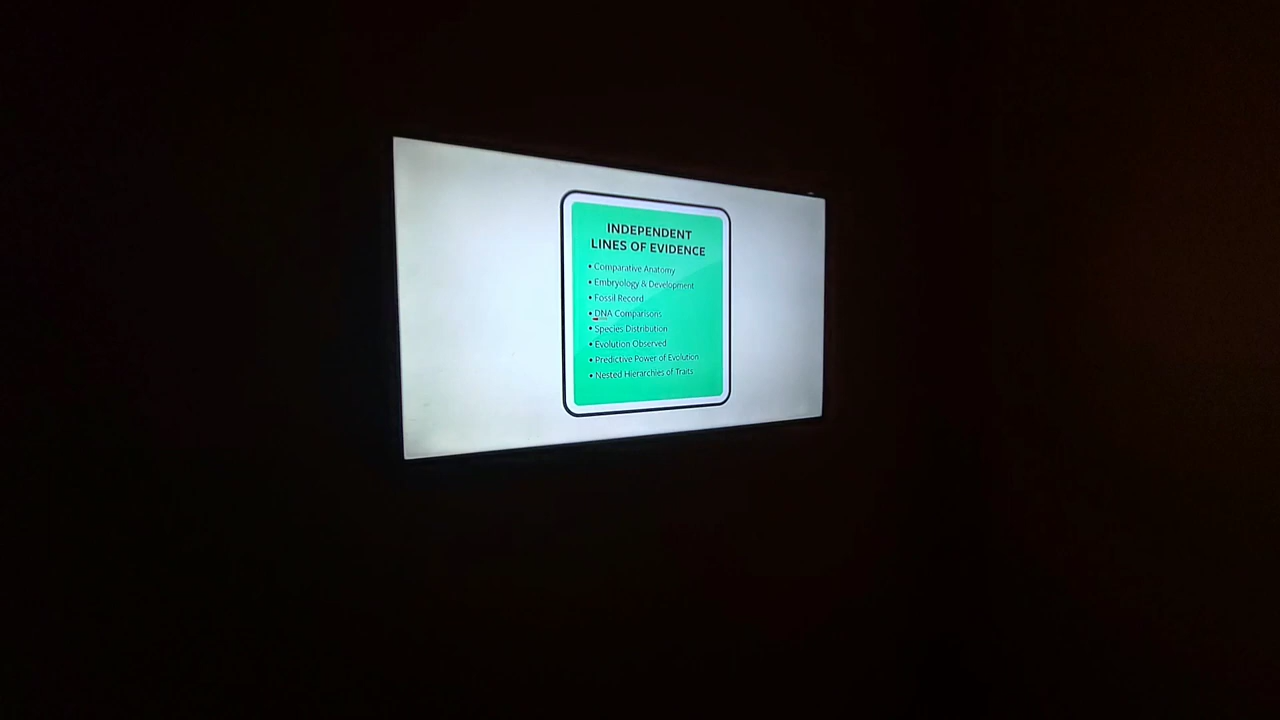 INDEPENDENT
LINES OF EVIDENCE
• Comparative Anatomy
• Embryology & Development
• Fossil Record
• DNA Comparisons
• Species Distribution
• Evolution Observed
• Predictive Power of Evolution
• Nested Hierarchies of Traits